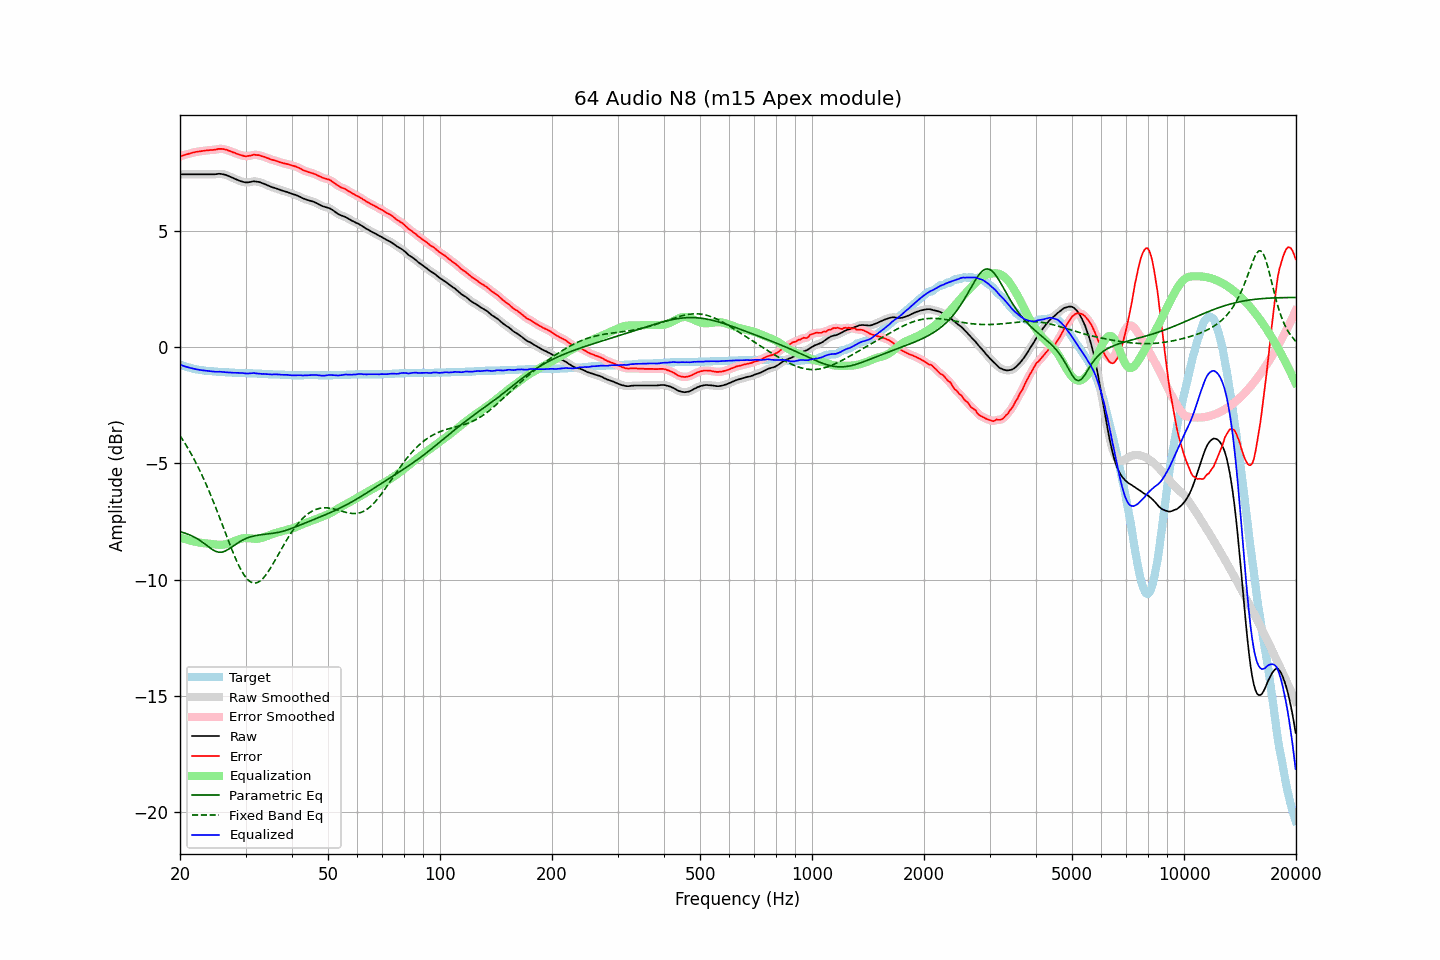 64 Audio N8 (m15 Apex module)
Amplitude (dBr)
5
0
−5
−10
−15
−20
Target
Raw Smoothed
Error Smoothed
Raw
Error
Equalization
Parametric Eq
Fixed Band Eq
Equalized
20 50 100 200 500 1000 2000 5000 10000 20000
Frequency (Hz)